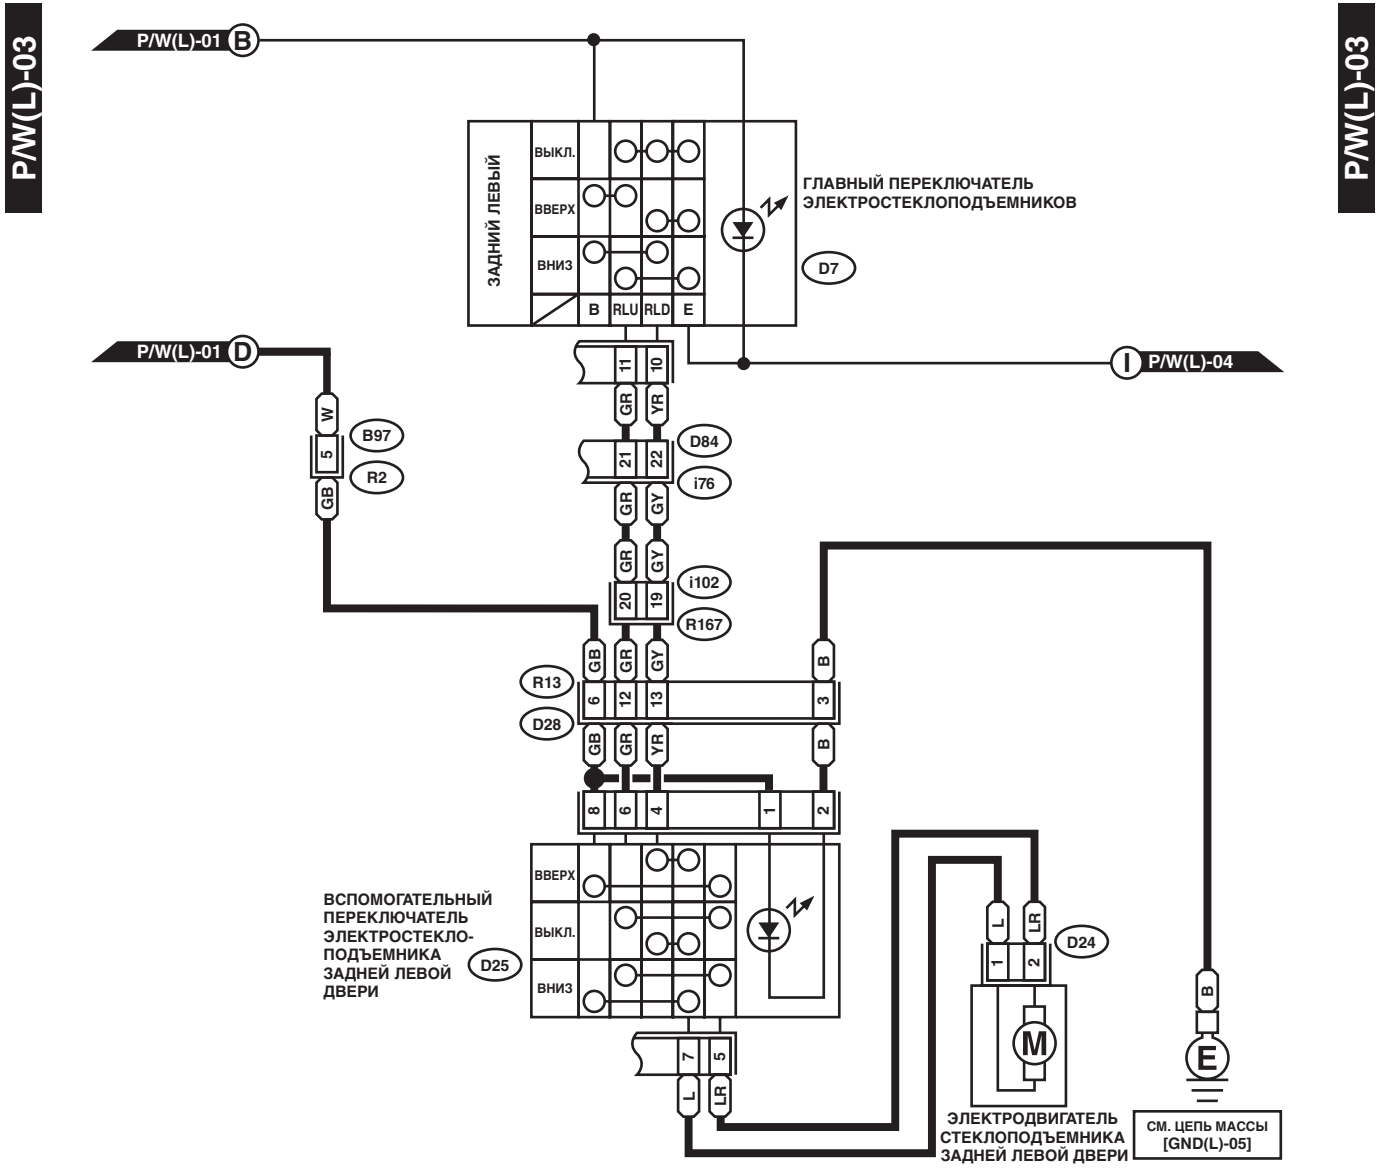 P/W(L)-03
P/W(L)-03
P/W(L)-01 B
ЗАДНИЙ ЛЕВЫЙ
ВЫКЛ.
ВВЕРХ
ВНИЗ
B RLU RLD E
ГЛАВНЫЙ ПЕРЕКЛЮЧАТЕЛЬ
ЭЛЕКТРОСТЕКЛОПОДЪЕМНИКОВ
D7
P/W(L)-01 D
I P/W(L)-04
11 10
W
GR YR
B97
5
D84
21 22
R2
i76
GB
GR GY
GR GY
i102
20 19
R167
GB GR GY B
R13
6 12 13 3
D28
GB GR YR B
8 6 4 1 2
ВВЕРХ
ВЫКЛ.
ВНИЗ
ВСПОМОГАТЕЛЬНЫЙ
ПЕРЕКЛЮЧАТЕЛЬ
ЭЛЕКТРОСТЕКЛО-
ПОДЪЕМНИКА
ЗАДНЕЙ ЛЕВОЙ
ДВЕРИ
D25
L LR
D24
1 2
B
M
E
7 5
L LR
ЭЛЕКТРОДВИГАТЕЛЬ
СТЕКЛОПОДЪЕМНИКА
ЗАДНЕЙ ЛЕВОЙ ДВЕРИ
СМ. ЦЕПЬ МАССЫ
[GND(L)-05]